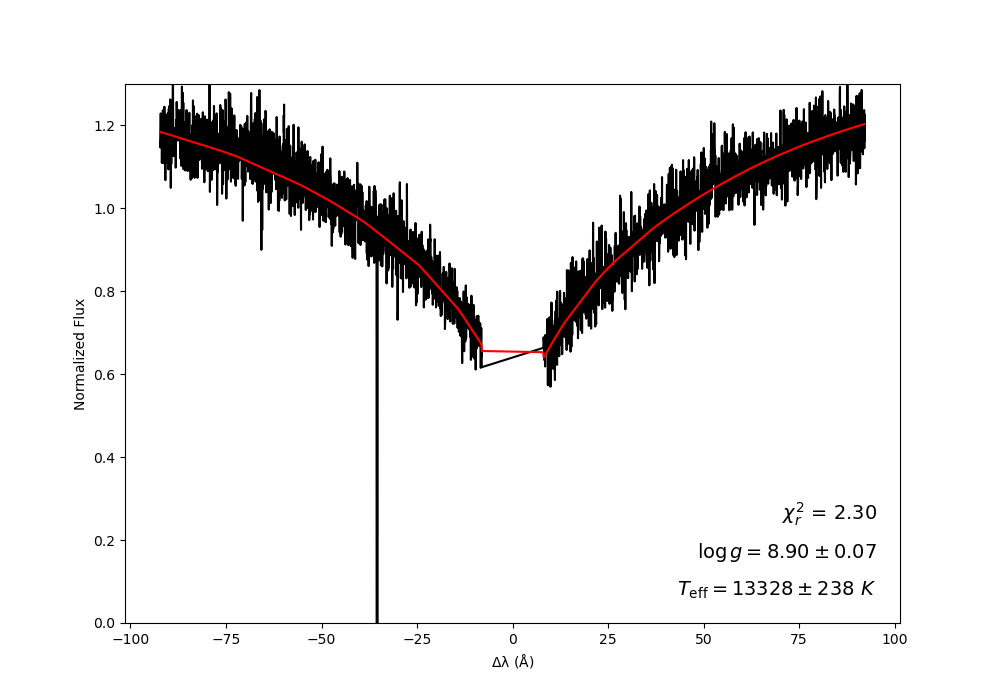 1.2
1.0
0.8
0.6
0.4
0.2
0.0
Normalized Flux
χ²ᵣ = 2.30
log g = 8.90 ± 0.07
T_eff = 13328 ± 238 K
−100 −75 −50 −25 0 25 50 75 100
Δλ (Å)